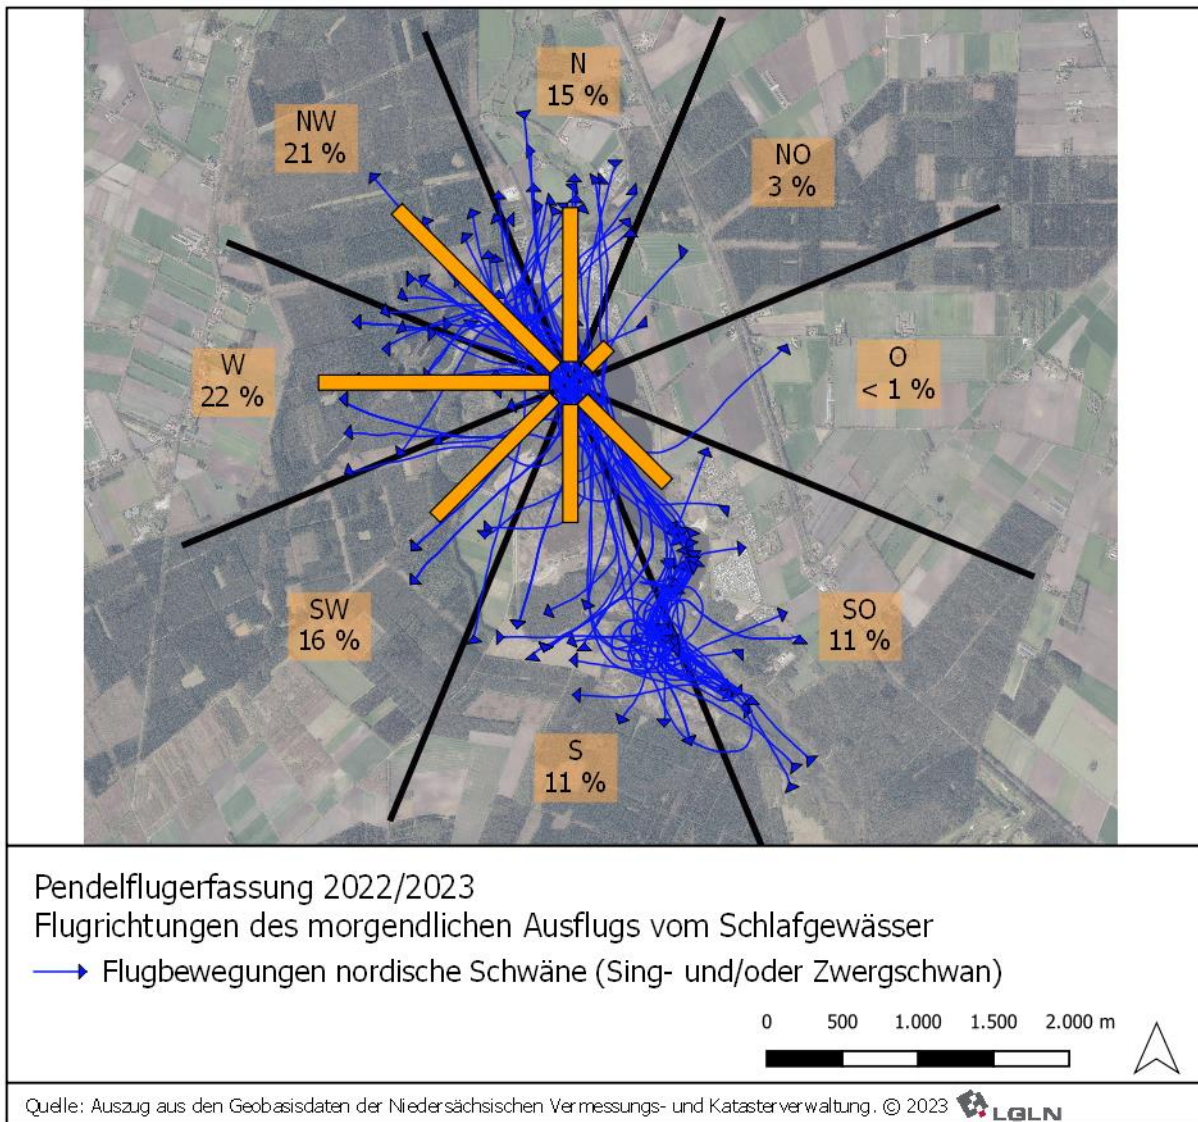 N
15 %
NW
21 %
NO
3 %
W
22 %
O
< 1 %
SW
16 %
SO
11 %
S
11 %
Pendelflugerfassung 2022/2023
Flugrichtungen des morgendlichen Ausflugs vom Schlafgewässer
Flugbewegungen nordische Schwäne (Sing- und/oder Zwergschwan)
0 500 1.000 1.500 2.000 m
Quelle: Auszug aus den Geobasisdaten der Niedersächsischen Vermessungs- und Katasterverwaltung. © 2023 LGLN